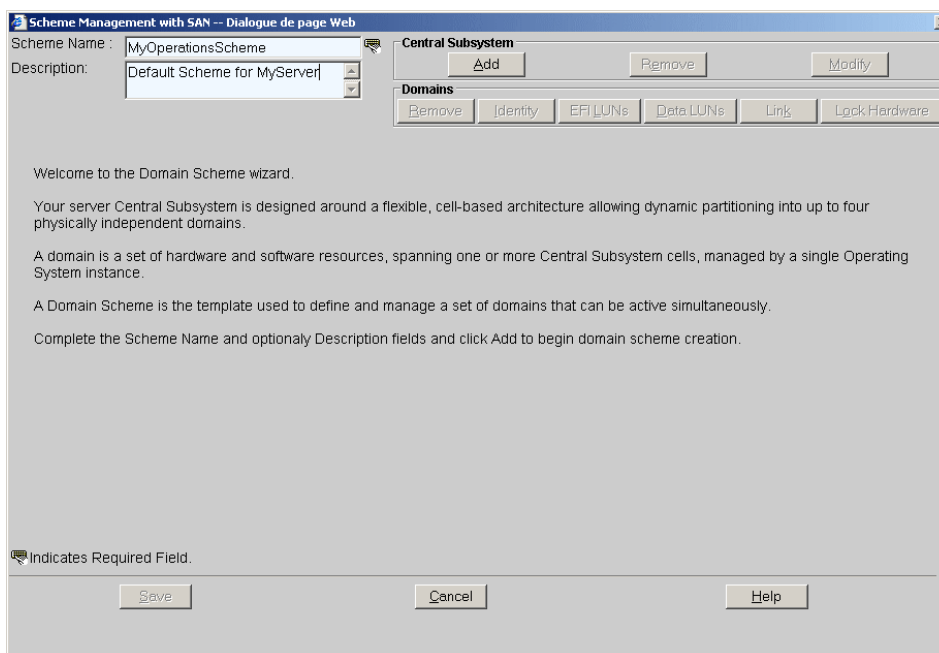 Scheme Management with SAN -- Dialogue de page Web
Scheme Name :
MyOperationsScheme
Description:
Default Scheme for MyServer
Central Subsystem
Add
Remove
Modify
Domains
Remove
Identity
EFI LUNs
Data LUNs
Link
Lock Hardware
Welcome to the Domain Scheme wizard.
Your server Central Subsystem is designed around a flexible, cell-based architecture allowing dynamic partitioning into up to four
physically independent domains.
A domain is a set of hardware and software resources, spanning one or more Central Subsystem cells, managed by a single Operating
System instance.
A Domain Scheme is the template used to define and manage a set of domains that can be active simultaneously.
Complete the Scheme Name and optionaly Description fields and click Add to begin domain scheme creation.
Indicates Required Field.
Save
Cancel
Help